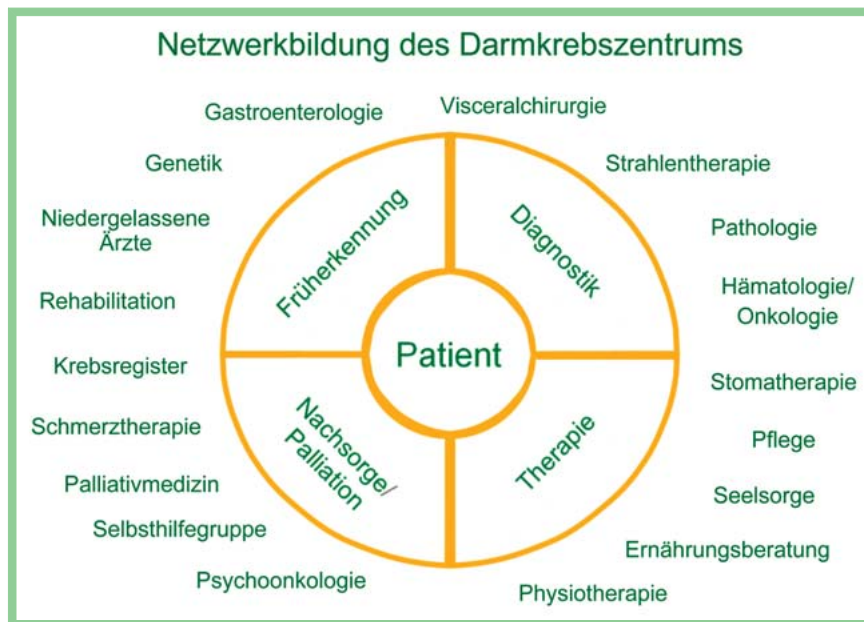 Netzwerkbildung des Darmkrebszentrums
Gastroenterologie
Visceralchirurgie
Genetik
Strahlentherapie
Niedergelassene
Ärzte
Pathologie
Früherkennung
Diagnostik
Rehabilitation
Hämatologie/
Onkologie
Patient
Krebsregister
Stomatherapie
Schmerztherapie
Nachsorge/
Palliation
Therapie
Pflege
Palliativmedizin
Seelsorge
Selbsthilfegruppe
Ernährungsberatung
Psychoonkologie
Physiotherapie